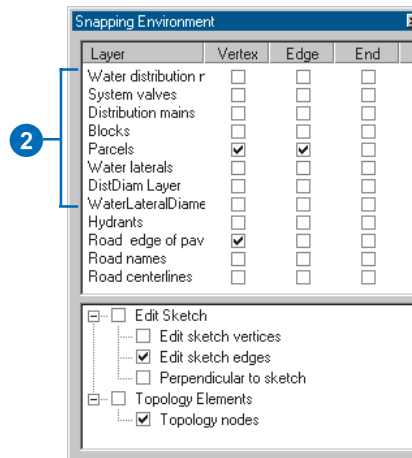 Snapping Environment
Layer Vertex Edge End
Water distribution r
System valves
Distribution mains
Blocks
2
Parcels
Water laterals
DistDiam Layer
WaterLateralDiame
Hydrants
Road edge of pav
Road names
Road centerlines
Edit Sketch
Edit sketch vertices
Edit sketch edges
Perpendicular to sketch
Topology Elements
Topology nodes